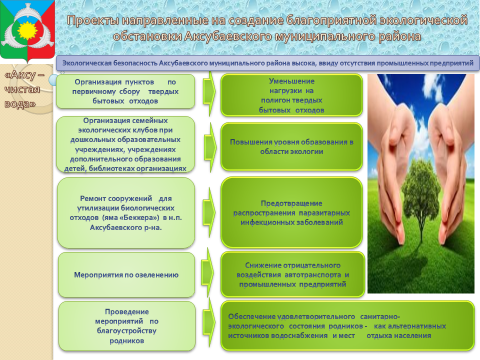 Проекты направленные на создание благоприятной экологической
обстановки Аксубаевского муниципального района
«Аксу –
чистая
вода»
Экологическая безопасность Аксубаевского муниципального района высока, ввиду отсутствия промышленных предприятий
Организация пунктов по
первичному сбору твердых
бытовых отходов
Уменьшение
нагрузки на
полигон твердых
бытовых отходов
Организация семейных
экологических клубов при
дошкольных образовательных
учреждениях, учреждениях
дополнительного образования
детей, библиотеках организациях
Повышения уровня образования в
области экологии
Ремонт сооружений для
утилизации биологических
отходов (яма «Беккера») в н.п.
Аксубаевского р-на.
Предотвращение
распространения паразитарных
инфекционных заболеваний
Мероприятия по озеленению
Снижение отрицательного
воздействия автотранспорта и
промышленных предприятий
Проведение
мероприятий по
благоустройству
родников
Обеспечение удовлетворительного санитарно-
экологического состояния родников - как альтернативных
источников водоснабжения и мест отдыха населения